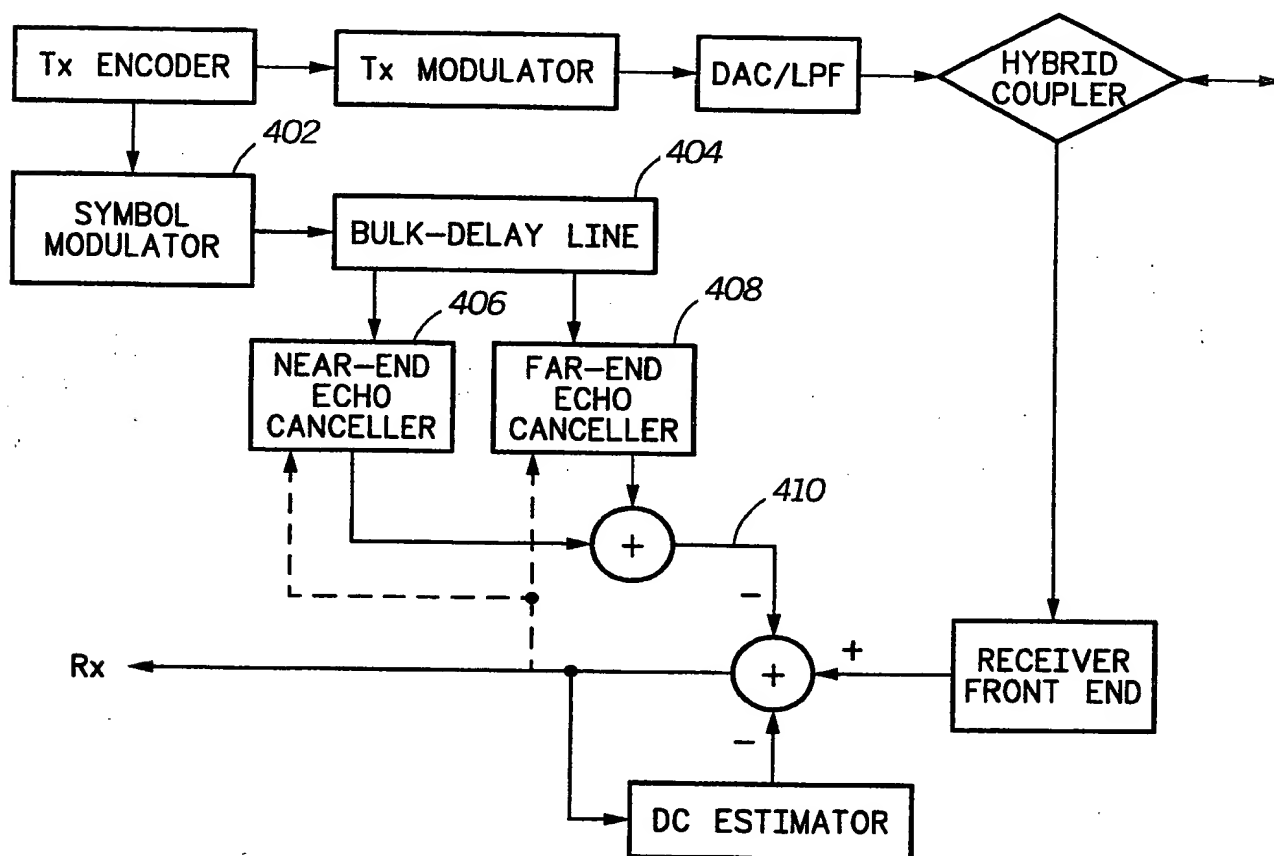 Tx ENCODER
Tx MODULATOR
DAC/LPF
HYBRID
COUPLER
402
404
SYMBOL
MODULATOR
BULK-DELAY LINE
406
408
NEAR-END
ECHO
CANCELLER
FAR-END
ECHO
CANCELLER
410
+
-
Rx
+
+
RECEIVER
FRONT END
-
DC ESTIMATOR